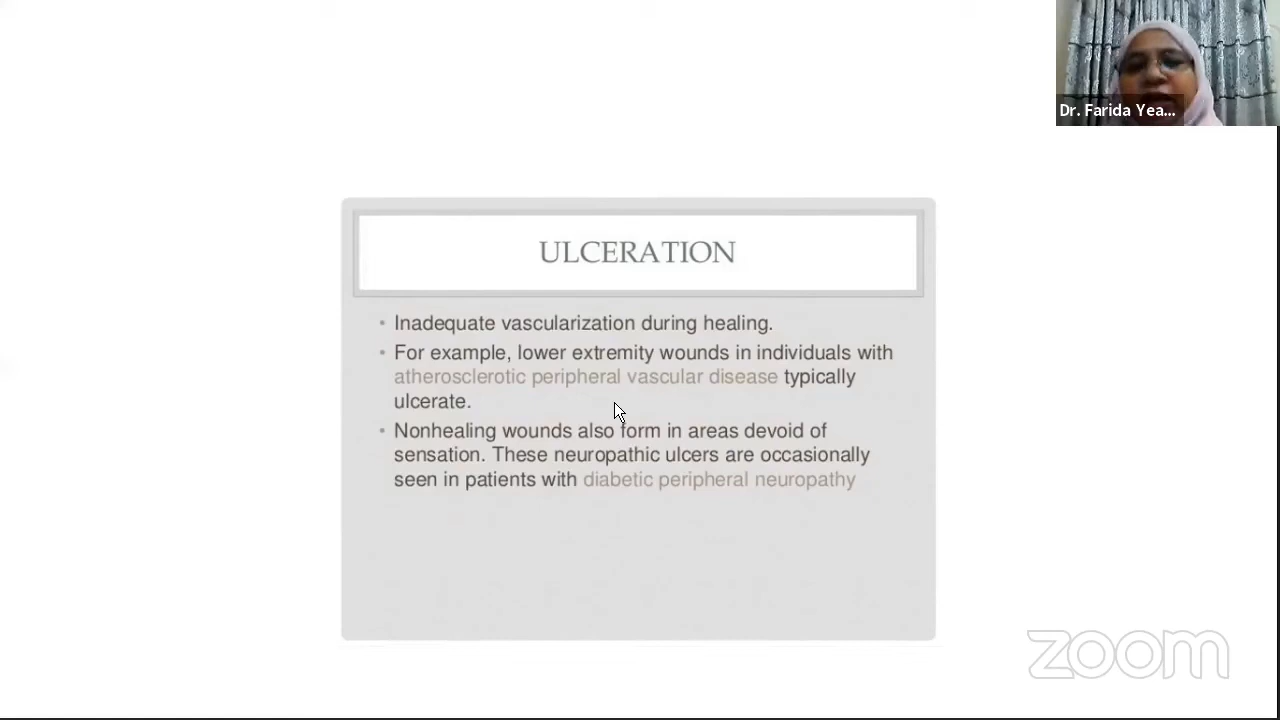 Dr. Farida Yea...
ULCERATION
• Inadequate vascularization during healing.
• For example, lower extremity wounds in individuals with
atherosclerotic peripheral vascular disease typically
ulcerate.
• Nonhealing wounds also form in areas devoid of
sensation. These neuropathic ulcers are occasionally
seen in patients with diabetic peripheral neuropathy
zoom